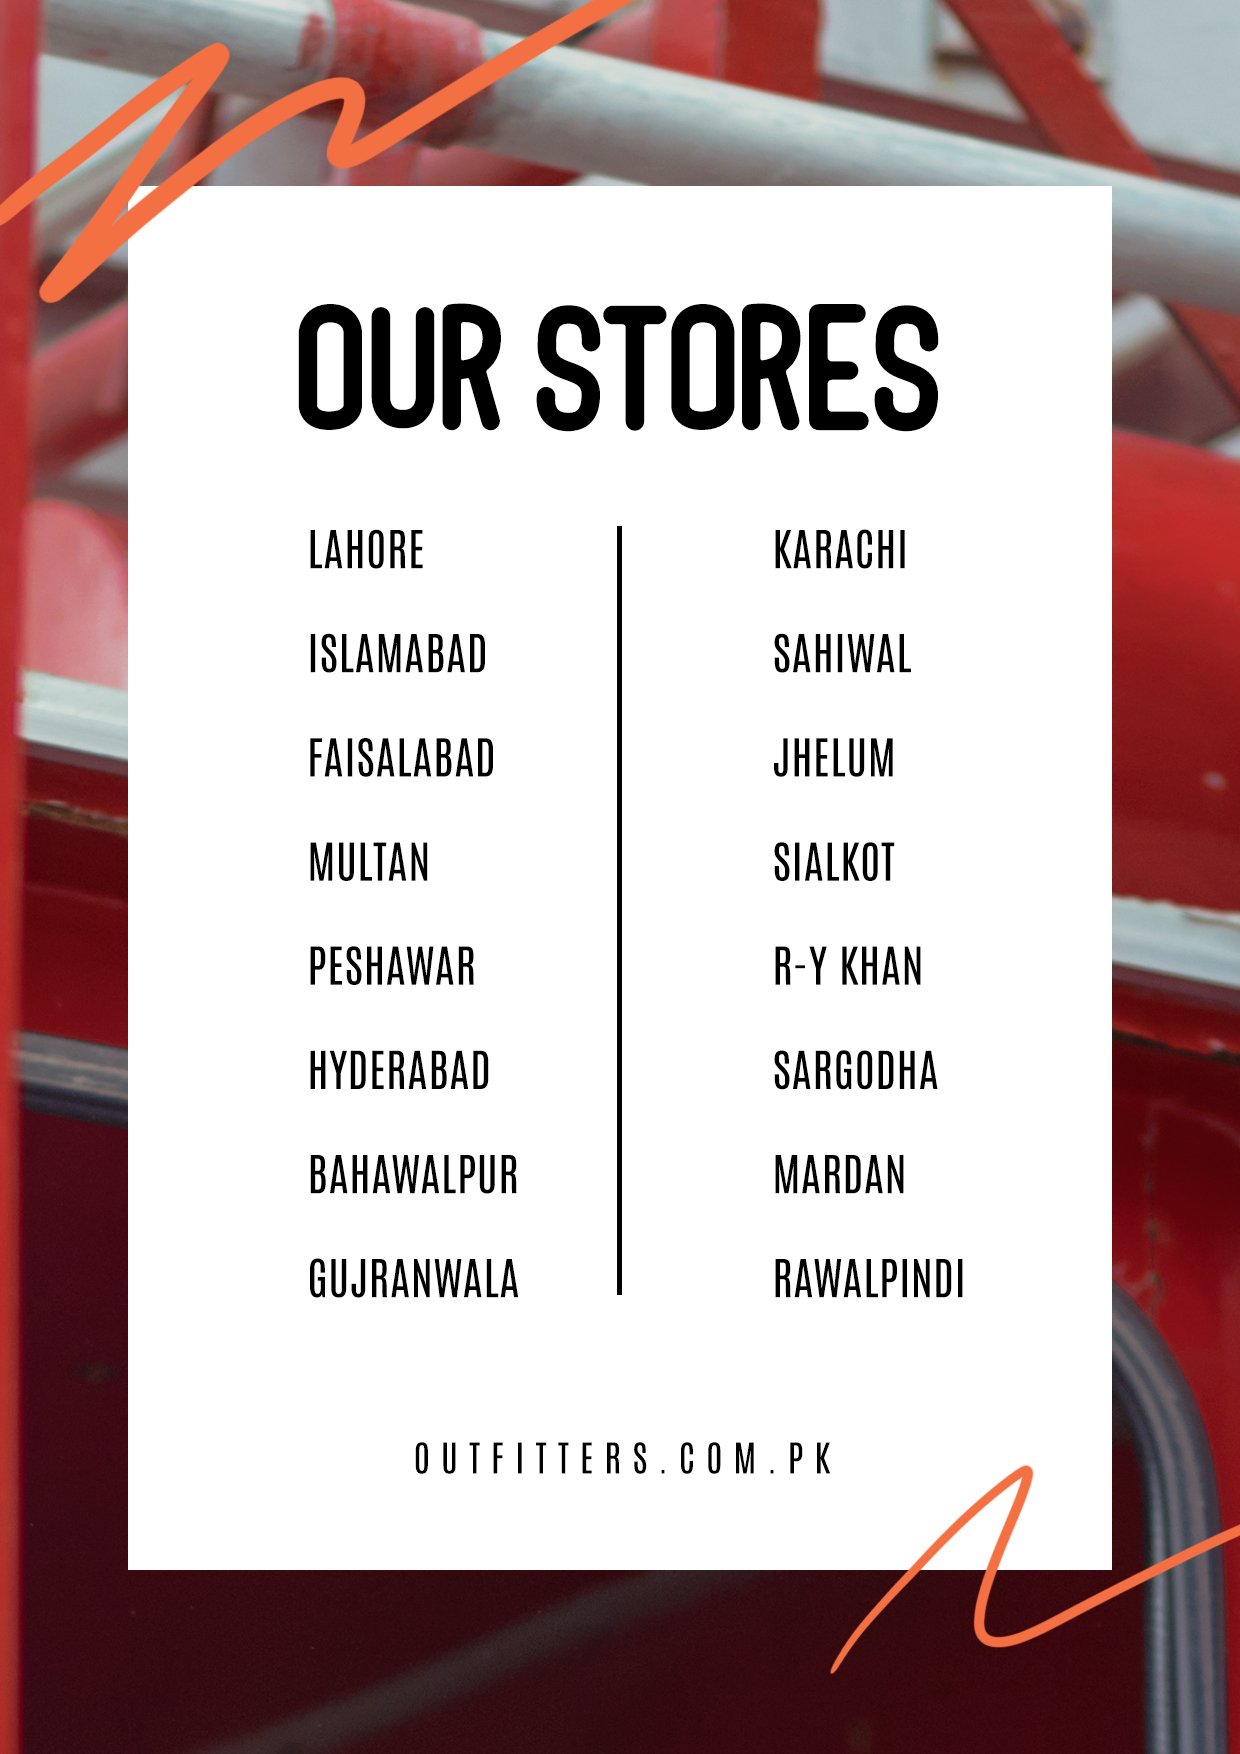 OUR STORES
LAHORE
ISLAMABAD
FAISALABAD
MULTAN
PESHAWAR
HYDERABAD
BAHAWALPUR
GUJRANWALA
KARACHI
SAHIWAL
JHELUM
SIALKOT
R-Y KHAN
SARGODHA
MARDAN
RAWALPINDI
OUTFITTERS.COM.PK